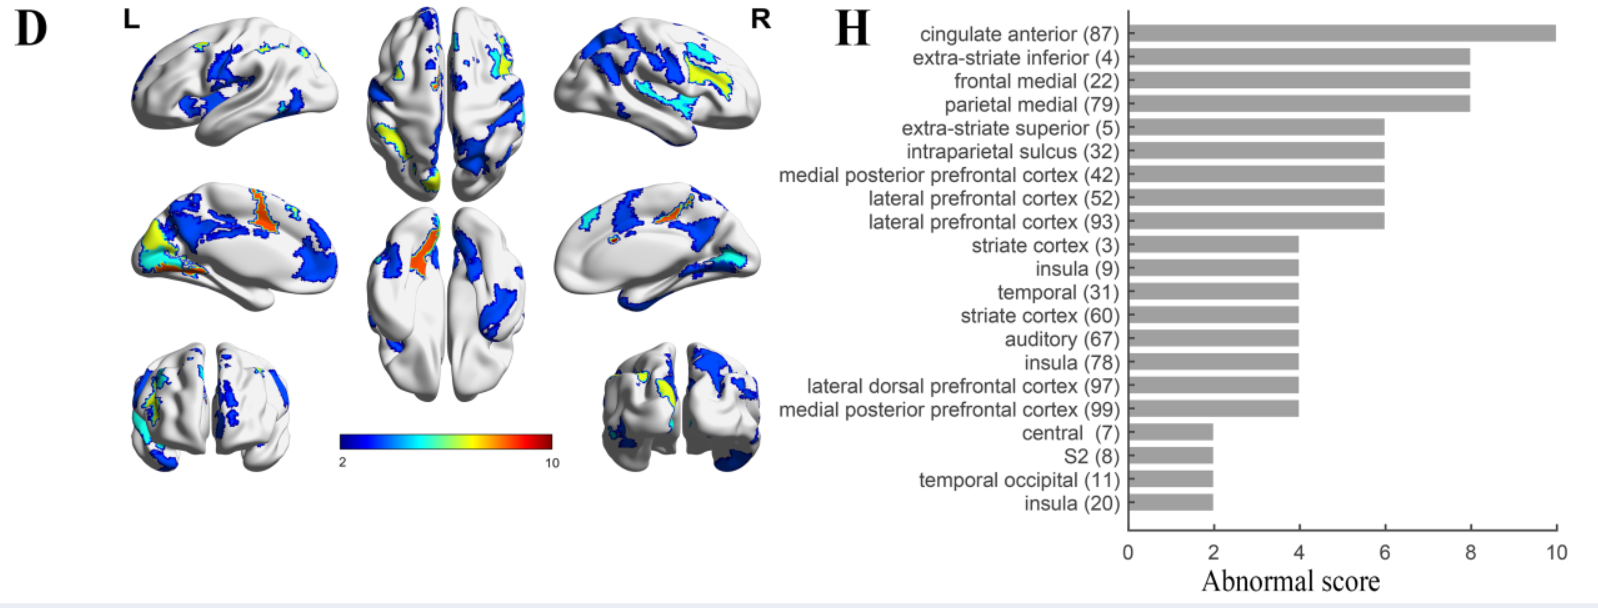 D
L
R
2
10
H
cingulate anterior (87)
extra-striate inferior (4)
frontal medial (22)
parietal medial (79)
extra-striate superior (5)
intraparietal sulcus (32)
medial posterior prefrontal cortex (42)
lateral prefrontal cortex (52)
lateral prefrontal cortex (93)
striate cortex (3)
insula (9)
temporal (31)
striate cortex (60)
auditory (67)
insula (78)
lateral dorsal prefrontal cortex (97)
medial posterior prefrontal cortex (99)
central (7)
S2 (8)
temporal occipital (11)
insula (20)
0 2 4 6 8 10
Abnormal score